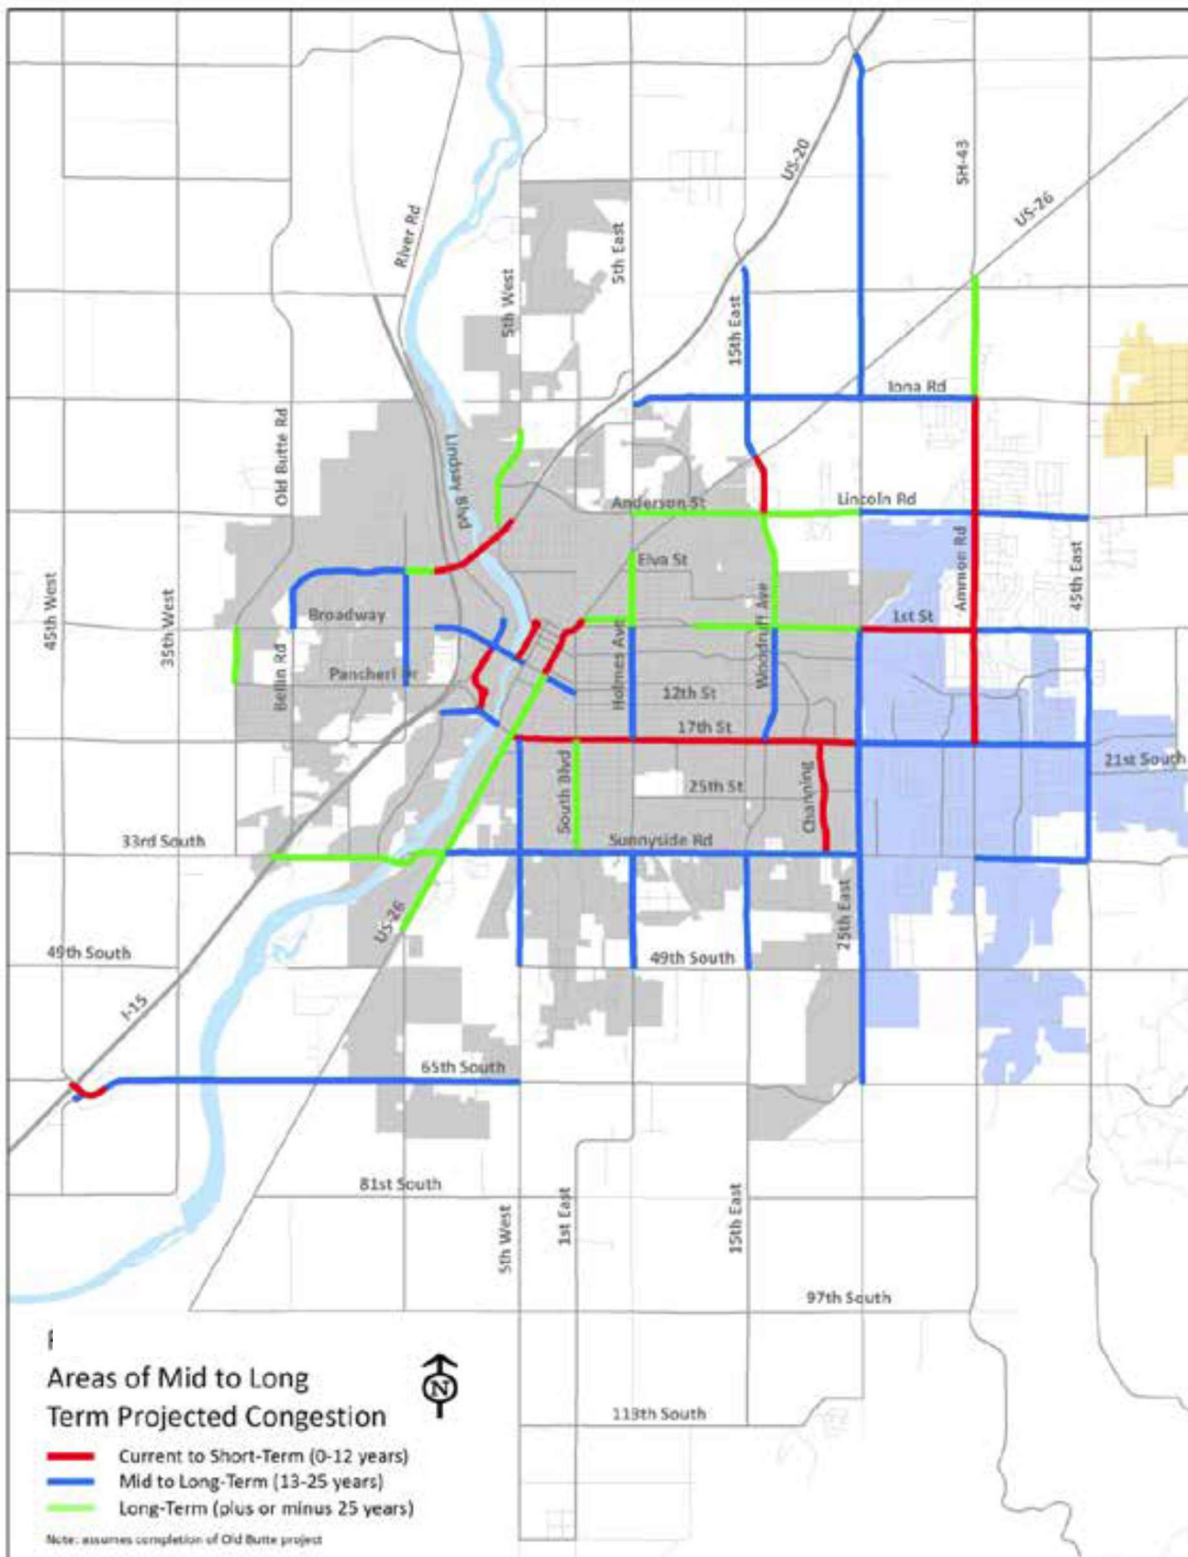 US-20
SH-43
US-26
River Rd
5th East
5th West
15th East
Iona Rd
Old Butte Rd
Lindsay Blvd
Anderson St
Lincoln Rd
Elva St
Ammon Rd
45th East
45th West
35th West
Broadway
1st St
Woodruff Ave
Holmes Ave
Bellin Rd
Pancheri Dr
12th St
17th St
21st South
25th St
South Blvd
Channing
33rd South
Sunnyside Rd
US-26
25th East
49th South
49th South
I-15
65th South
81st South
5th West
1st East
15th East
97th South
113th South
Areas of Mid to Long
Term Projected Congestion
N
Current to Short-Term (0-12 years)
Mid to Long-Term (13-25 years)
Long-Term (plus or minus 25 years)
Note: assumes completion of Old Butte project